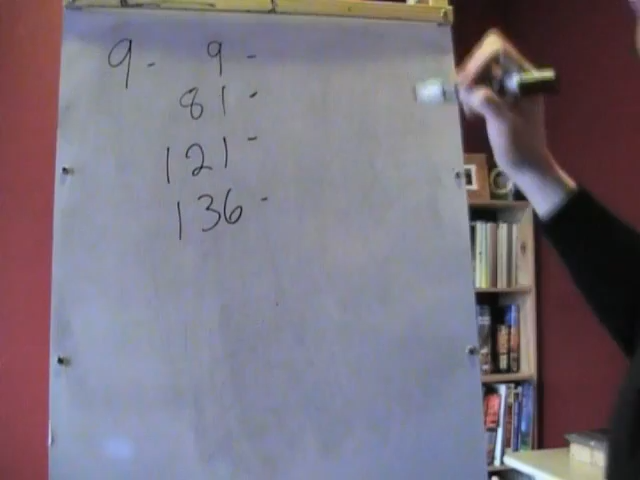 9 - 9 -
81 -
121 -
136 -